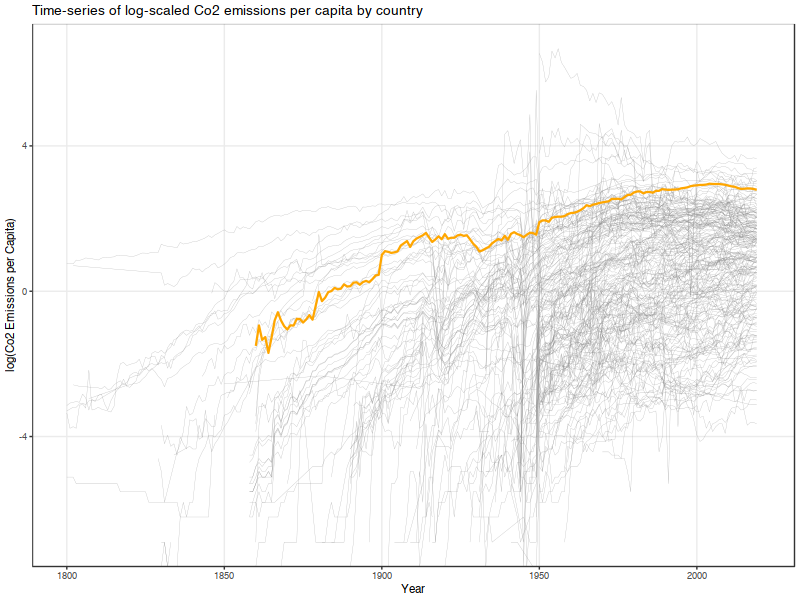 Time-series of log-scaled Co2 emissions per capita by country
log(Co2 Emissions per Capita)
4
0
-4
1800 1850 1900 1950 2000
Year